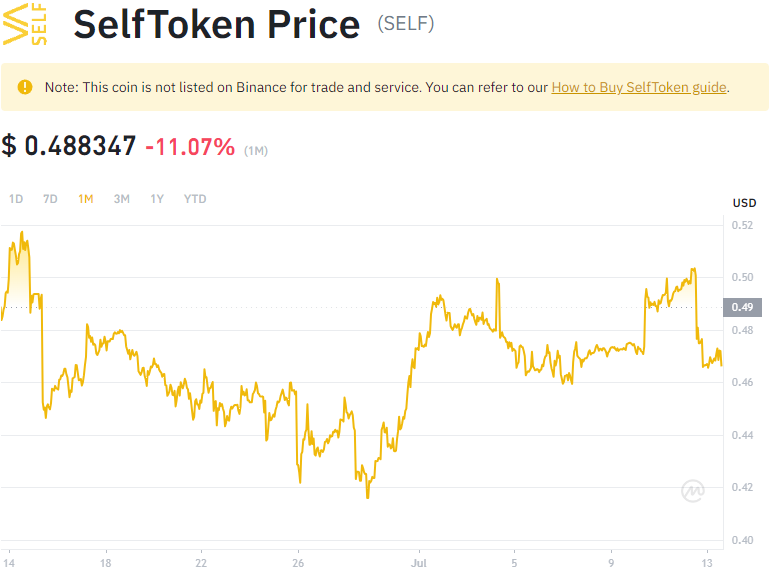 SELF
SelfToken Price (SELF)
Note: This coin is not listed on Binance for trade and service. You can refer to our How to Buy SelfToken guide.
$ 0.488347 -11.07% (1M)
1D 7D 1M 3M 1Y YTD
USD
0.52
0.50
0.49
0.48
0.46
0.44
0.42
0.40
14 18 22 26 Jul 5 9 13